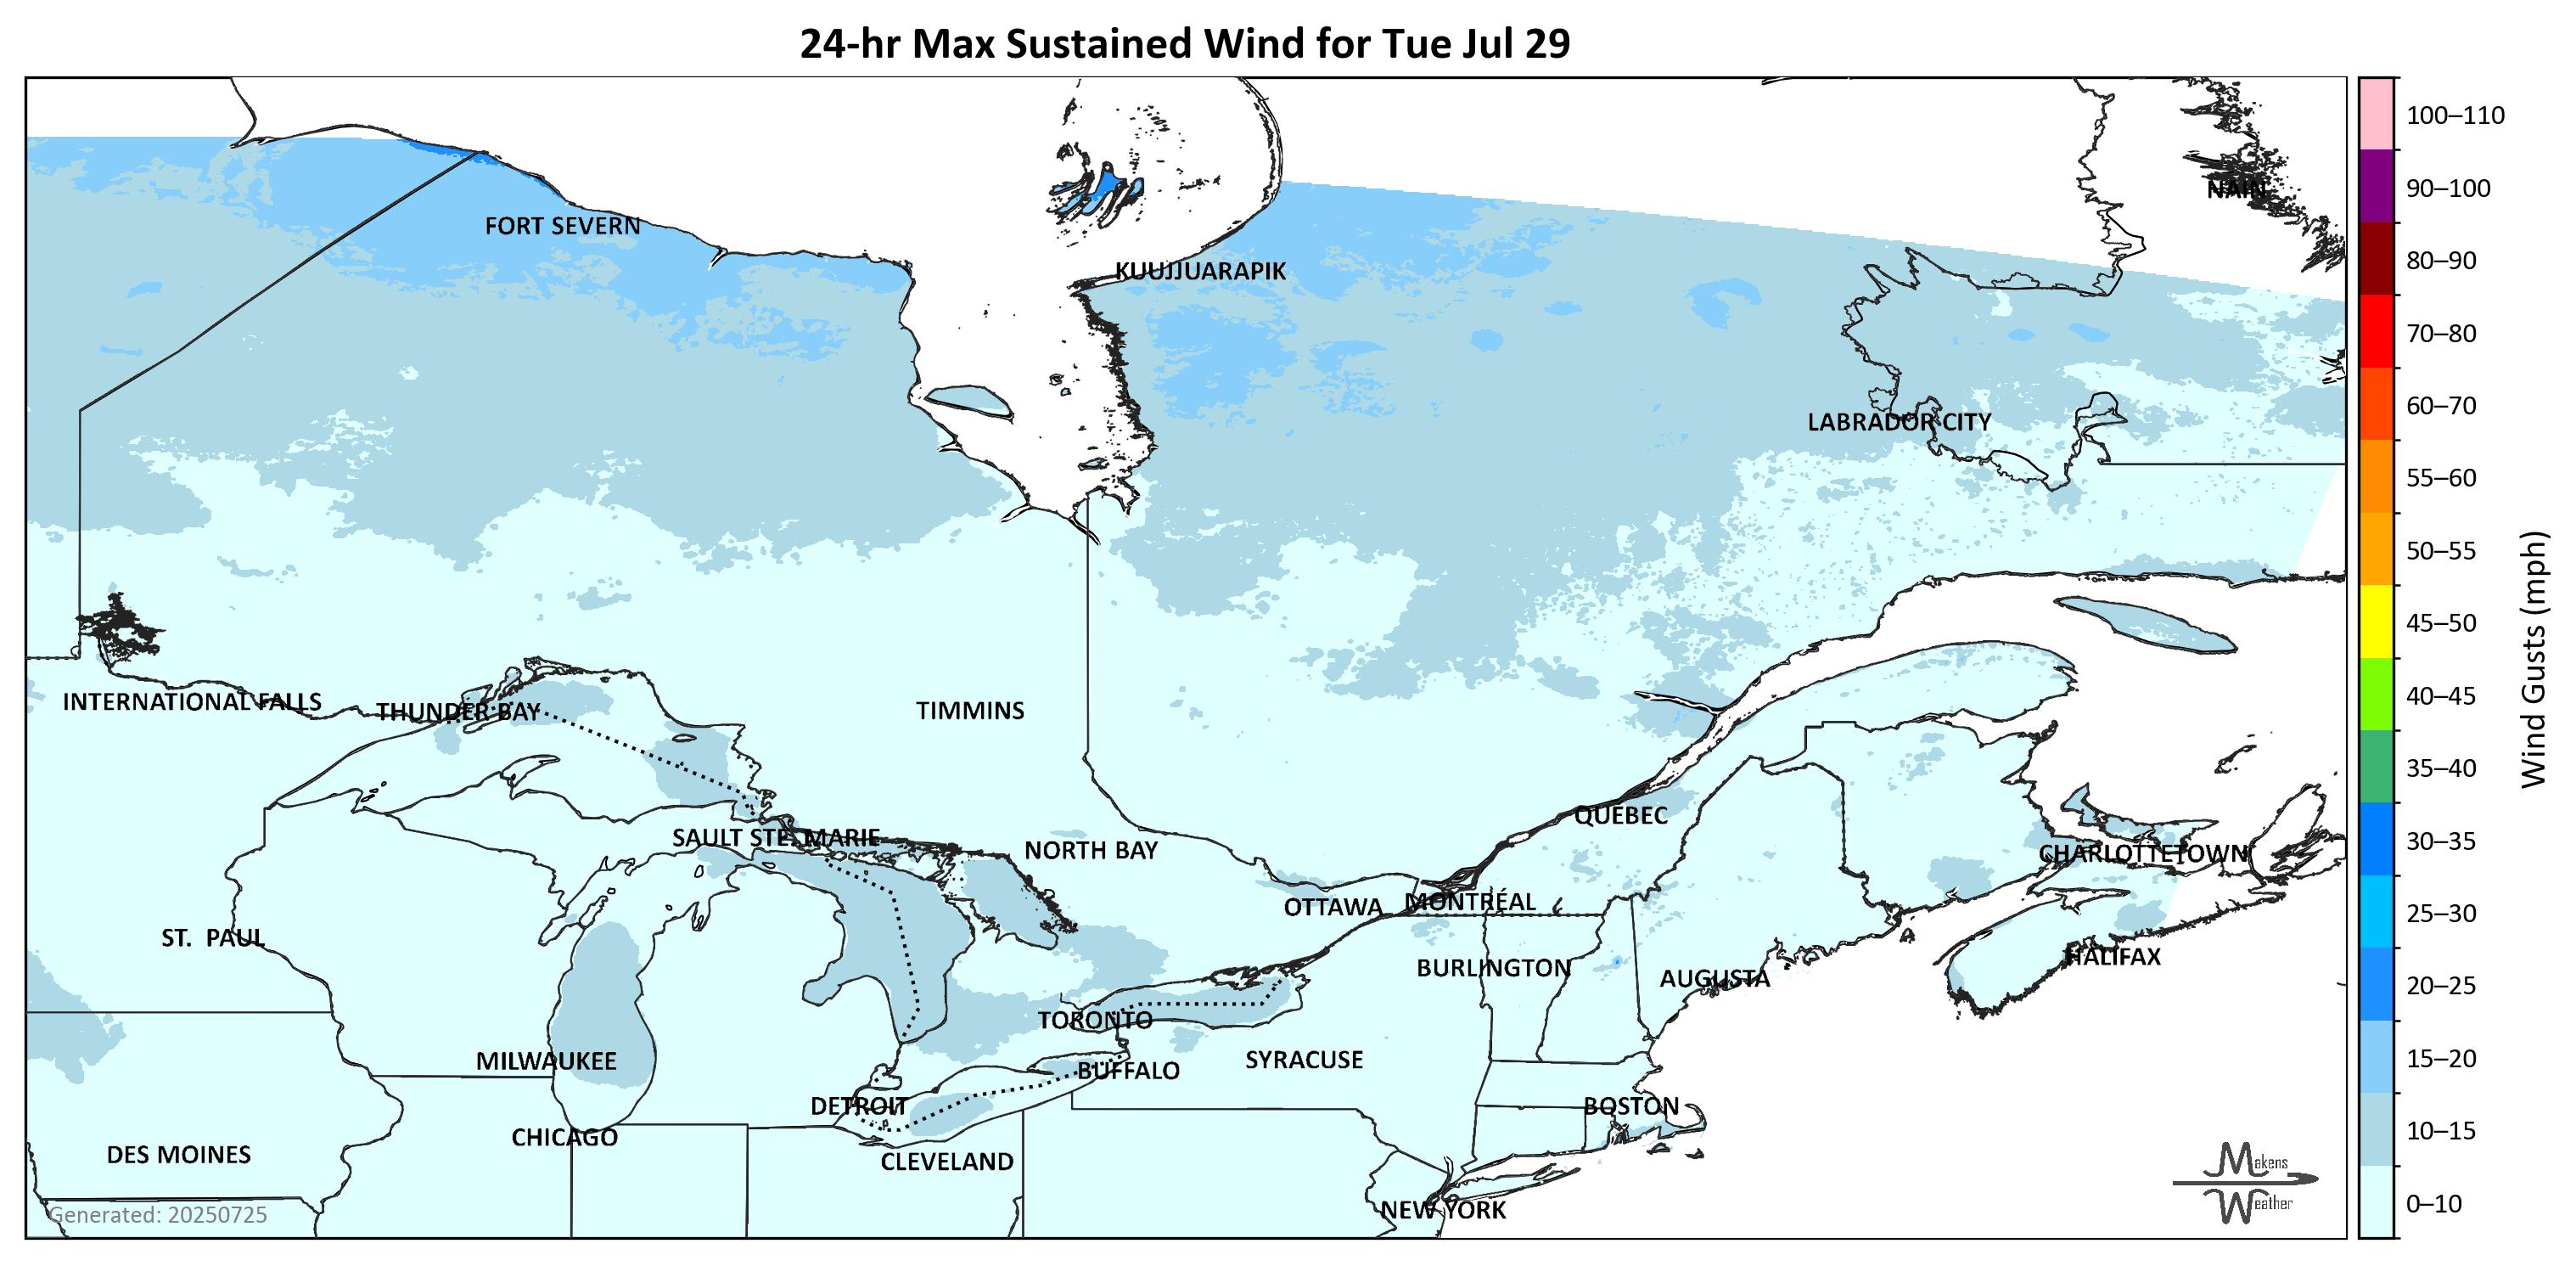 24-hr Max Sustained Wind for Tue Jul 29
100–110
90–100
NAIN
FORT SEVERN
80–90
KUUJJUARAPIK
70–80
60–70
LABRADOR CITY
55–60
50–55
45–50
Wind Gusts (mph)
INTERNATIONAL FALLS
THUNDER BAY
TIMMINS
40–45
35–40
QUÉBEC
SAULT STE. MARIE
NORTH BAY
CHARLOTTETOWN
30–35
OTTAWA
MONTRÉAL
25–30
ST. PAUL
HALIFAX
BURLINGTON
AUGUSTA
20–25
TORONTO
MILWAUKEE
SYRACUSE
BUFFALO
15–20
DETROIT
BOSTON
CHICAGO
10–15
DES MOINES
CLEVELAND
Makens
Weather
NEW YORK
0–10
Generated: 20250725